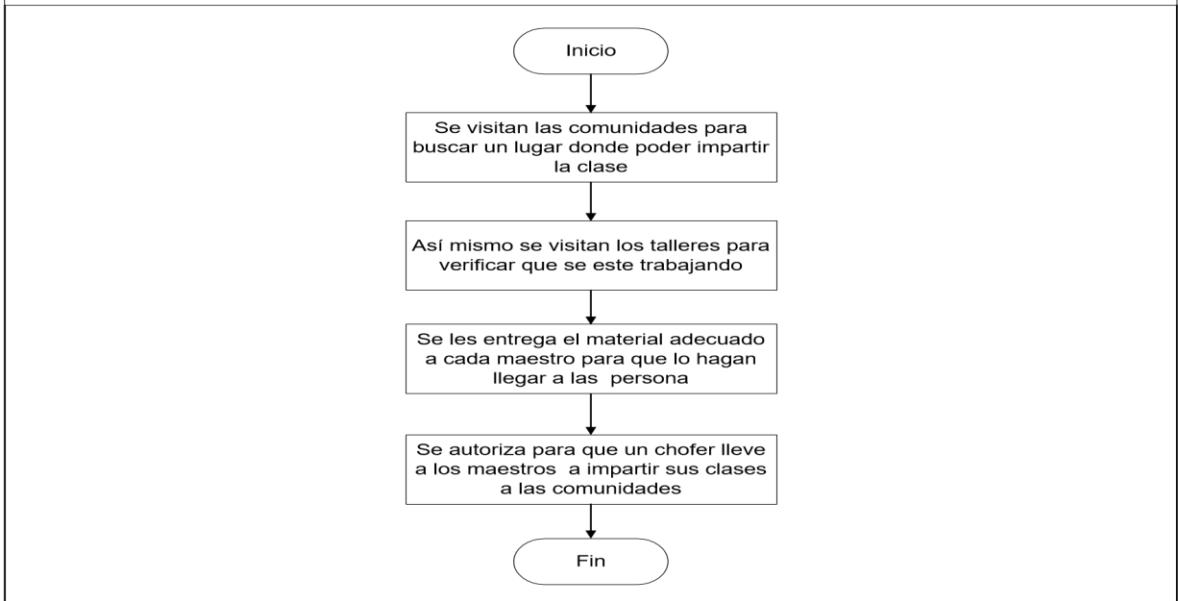 Inicio
Se visitan las comunidades para
buscar un lugar donde poder impartir
la clase
Así mismo se visitan los talleres para
verificar que se este trabajando
Se les entrega el material adecuado
a cada maestro para que lo hagan
llegar a las  persona
Se autoriza para que un chofer lleve
a los maestros  a impartir sus clases
a las comunidades
Fin